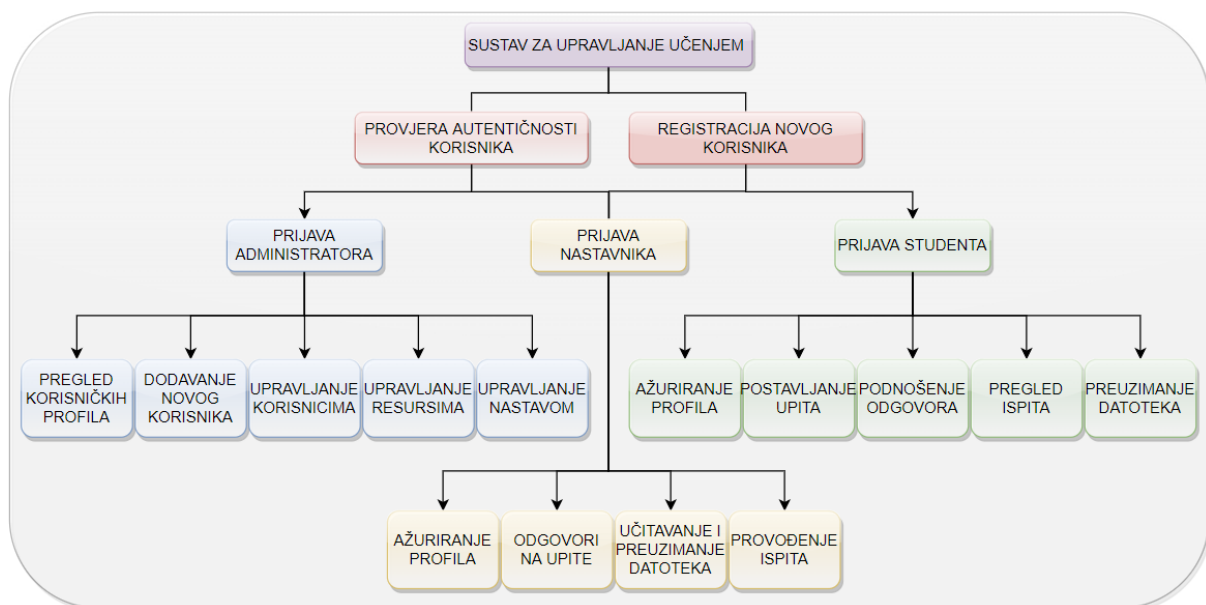 SUSTAV ZA UPRAVLJANJE UČENJEM
PROVJERA AUTENTIČNOSTI
KORISNIKA
REGISTRACIJA NOVOG
KORISNIKA
PRIJAVA
ADMINISTRATORA
PRIJAVA
NASTAVNIKA
PRIJAVA STUDENTA
PREGLED
KORISNIČKIH
PROFILA
DODAVANJE
NOVOG
KORISNIKA
UPRAVLJANJE
KORISNICIMA
UPRAVLJANJE
RESURSIMA
UPRAVLJANJE
NASTAVOM
AŽURIRANJE
PROFILA
POSTAVLJANJE
UPITA
PODNOŠENJE
ODGOVORA
PREGLED
ISPITA
PREUZIMANJE
DATOTEKA
AŽURIRANJE
PROFILA
ODGOVORI
NA UPITE
UČITAVANJE I
PREUZIMANJE
DATOTEKA
PROVOĐENJE
ISPITA